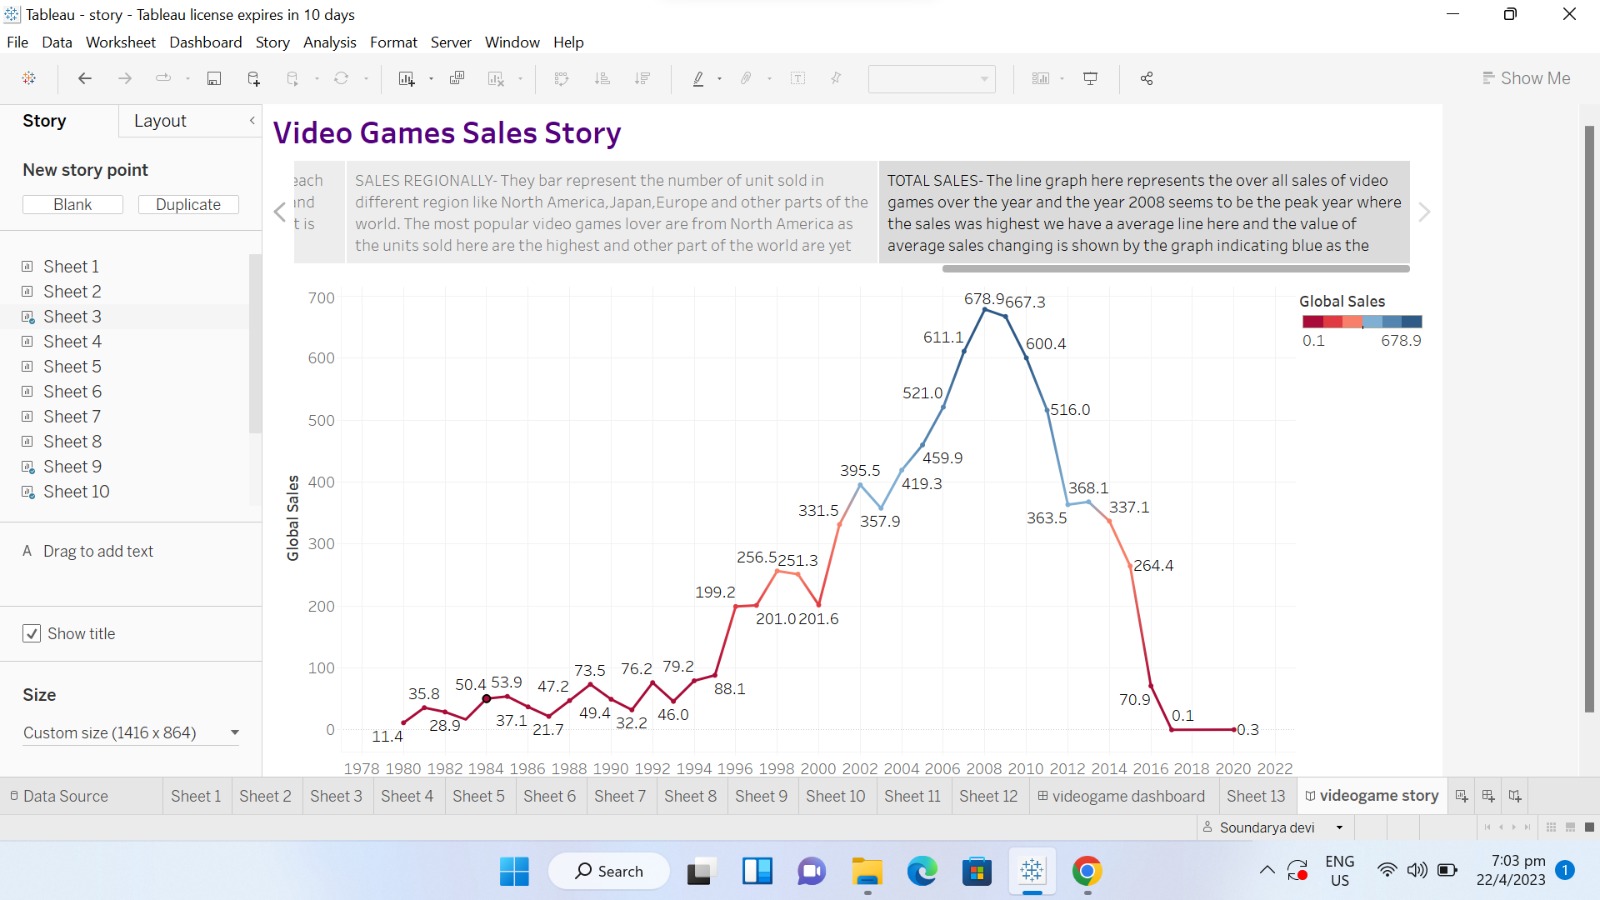 Tableau - story - Tableau license expires in 10 days
File Data Worksheet Dashboard Story Analysis Format Server Window Help
Show Me
Story Layout
New story point
Blank Duplicate
Sheet 1
Sheet 2
Sheet 3
Sheet 4
Sheet 5
Sheet 6
Sheet 7
Sheet 8
Sheet 9
Sheet 10
A Drag to add text
Show title
Size
Custom size (1416 x 864)
Video Games Sales Story
each
and
t is
SALES REGIONALLY- They bar represent the number of unit sold in
different region like North America,Japan,Europe and other parts of the
world. The most popular video games lover are from North America as
the units sold here are the highest and other part of the world are yet
TOTAL SALES- The line graph here represents the over all sales of video
games over the year and the year 2008 seems to be the peak year where
the sales was highest we have a average line here and the value of
average sales changing is shown by the graph indicating blue as the
Global Sales
0.1 678.9
Global Sales
700
600
500
400
300
200
100
0
11.4
35.8
28.9
50.4
53.9
37.1
21.7
47.2
73.5
49.4
32.2
76.2
46.0
79.2
88.1
199.2
201.0
256.5
251.3
201.6
331.5
395.5
357.9
419.3
459.9
521.0
611.1
678.9
667.3
600.4
516.0
363.5
368.1
337.1
264.4
70.9
0.1
0.3
1978 1980 1982 1984 1986 1988 1990 1992 1994 1996 1998 2000 2002 2004 2006 2008 2010 2012 2014 2016 2018 2020 2022
Data Source Sheet 1 Sheet 2 Sheet 3 Sheet 4 Sheet 5 Sheet 6 Sheet 7 Sheet 8 Sheet 9 Sheet 10 Sheet 11 Sheet 12 videogame dashboard Sheet 13 videogame story
Soundarya devi
Search
ENG
US
7:03 pm
22/4/2023
1